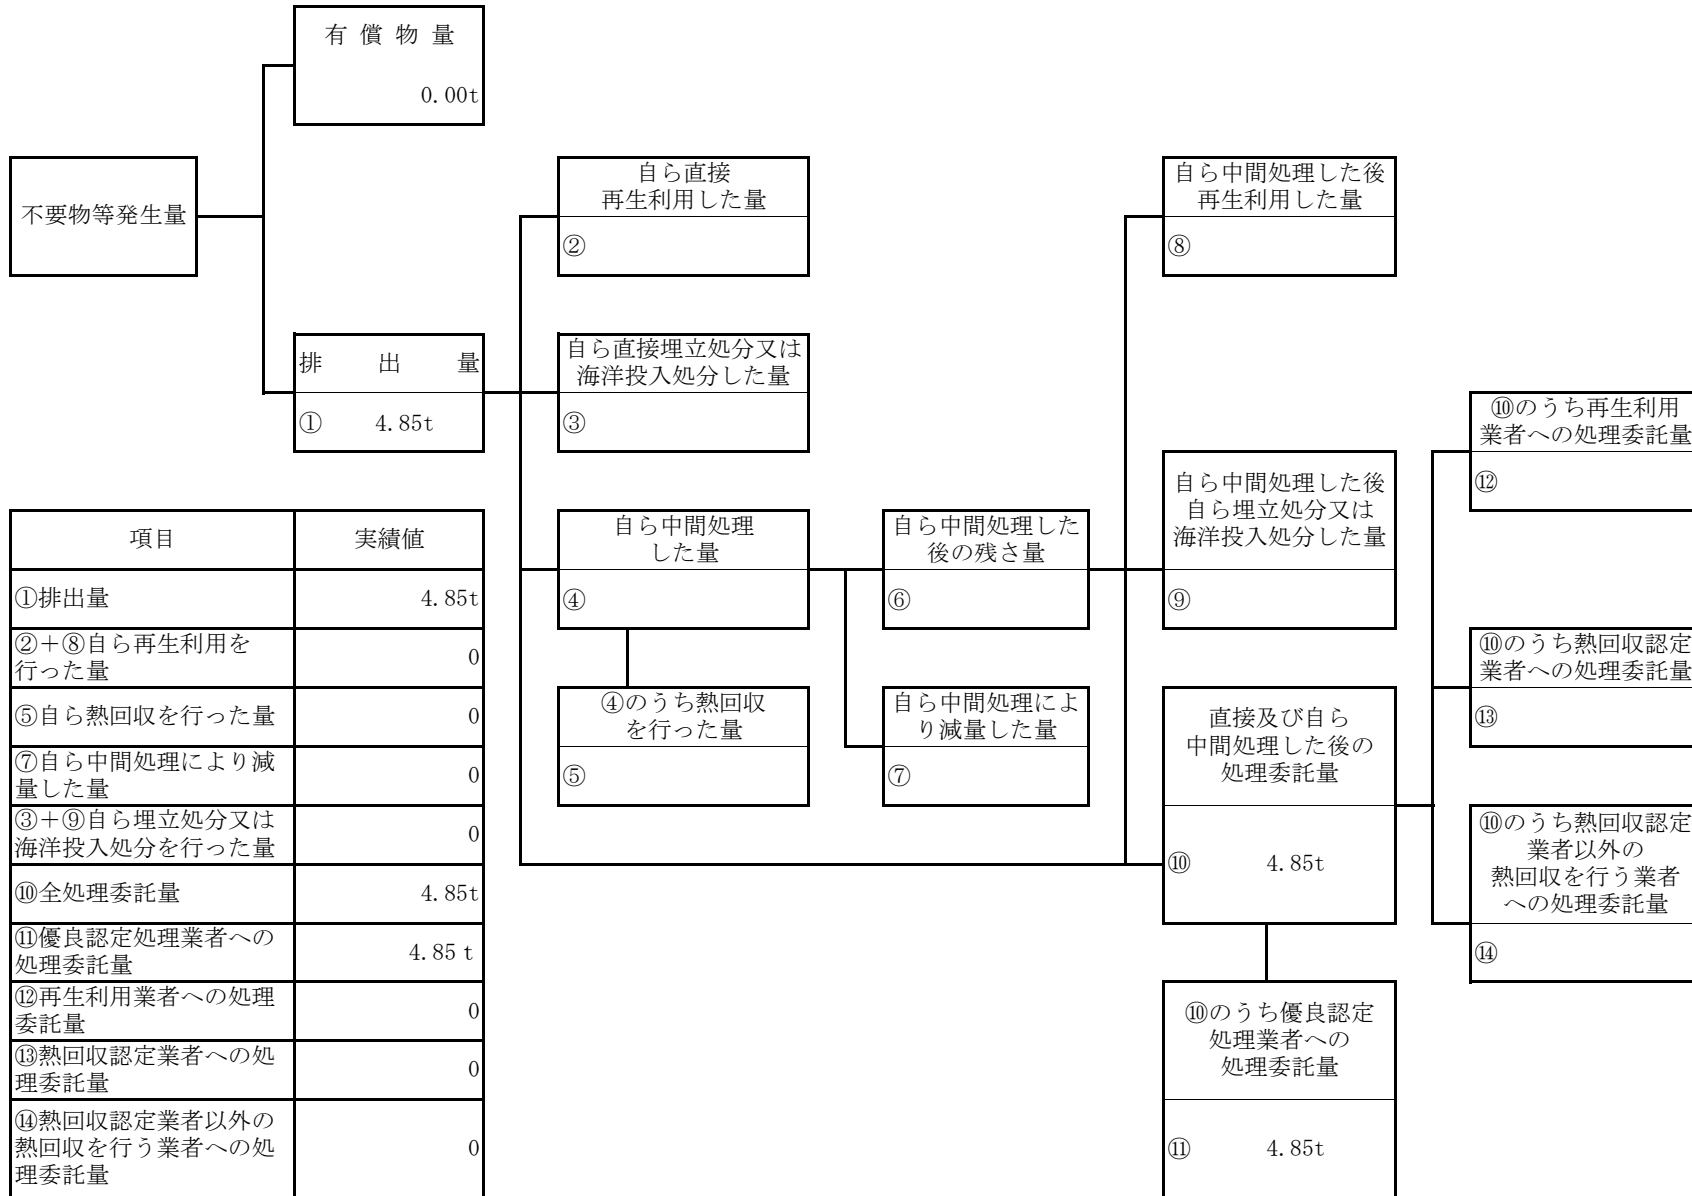 有償物量
0.00t
不要物等発生量
排出量
① 4.85t
自ら直接
再生利用した量
②
自ら直接埋立処分又は
海洋投入処分した量
③
自ら中間処理
した量
④
④のうち熱回収
を行った量
⑤
自ら中間処理した
後の残さ量
⑥
自ら中間処理によ
り減量した量
⑦
自ら中間処理した後
再生利用した量
⑧
自ら中間処理した後
自ら埋立処分又は
海洋投入処分した量
⑨
直接及び自ら
中間処理した後の
処理委託量
⑩ 4.85t
⑩のうち優良認定
処理業者への
処理委託量
⑪ 4.85t
⑩のうち再生利用
業者への処理委託量
⑫
⑩のうち熱回収認定
業者への処理委託量
⑬
⑩のうち熱回収認定
業者以外の
熱回収を行う業者
への処理委託量
⑭
項目 実績値
①排出量 4.85t
②＋⑧自ら再生利用を
行った量 0
⑤自ら熱回収を行った量 0
⑦自ら中間処理により減
量した量 0
③＋⑨自ら埋立処分又は
海洋投入処分を行った量 0
⑩全処理委託量 4.85t
⑪優良認定処理業者への
処理委託量 4.85ｔ
⑫再生利用業者への処理
委託量 0
⑬熱回収認定業者への処
理委託量 0
⑭熱回収認定業者以外の
熱回収を行う業者への処
理委託量 0